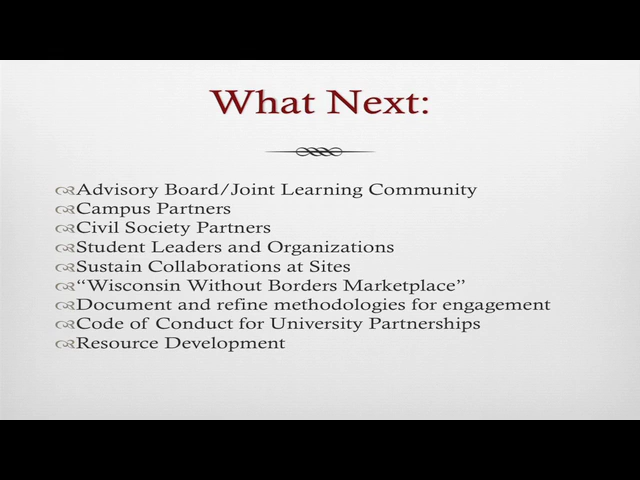 What Next:
Advisory Board/Joint Learning Community
Campus Partners
Civil Society Partners
Student Leaders and Organizations
Sustain Collaborations at Sites
“Wisconsin Without Borders Marketplace”
Document and refine methodologies for engagement
Code of Conduct for University Partnerships
Resource Development